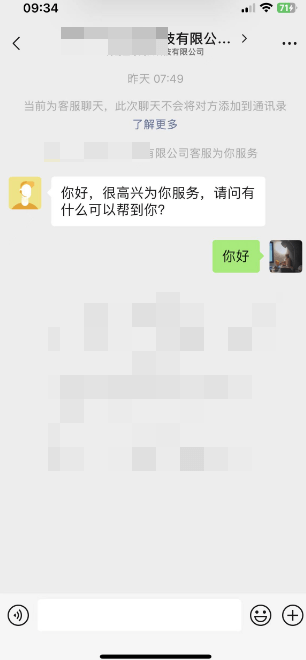 09:34
71
技有限公...
技有限公司
昨天 07:49
当前为客服聊天，此次聊天不会将对方添加到通讯录
了解更多
有限公司客服为你服务
你好，很高兴为你服务，请问有
什么可以帮到你?
你好